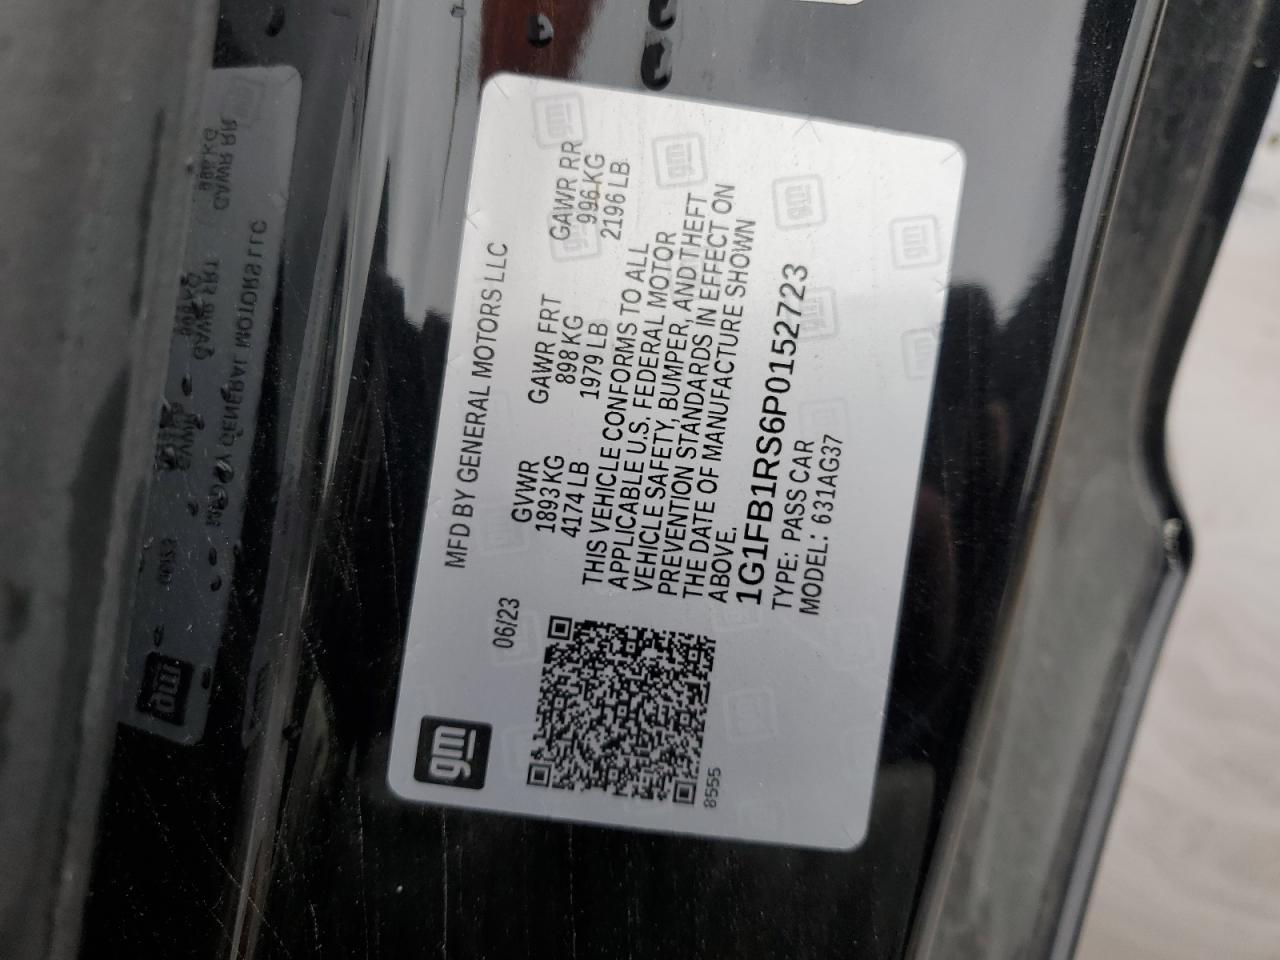 gm
MFD BY GENERAL MOTORS LLC
06/23
GVWR GAWR FRT GAWR RR
1893 KG 898 KG 996 KG
4174 LB 1979 LB 2196 LB
THIS VEHICLE CONFORMS TO ALL
APPLICABLE U.S. FEDERAL MOTOR
VEHICLE SAFETY, BUMPER, AND THEFT
PREVENTION STANDARDS IN EFFECT ON
THE DATE OF MANUFACTURE SHOWN
ABOVE.
1G1FB1RS6P0152723
TYPE: PASS CAR
MODEL: 631AG37
8555